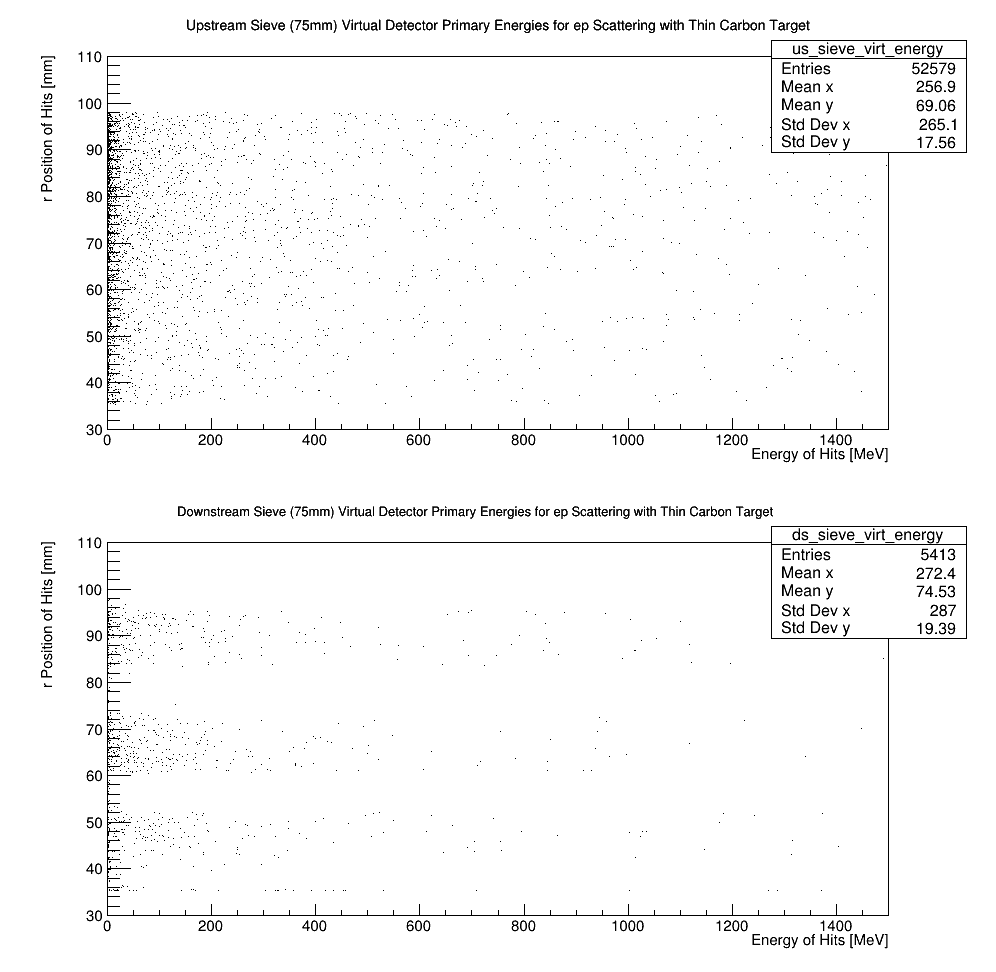 Upstream Sieve (75mm) Virtual Detector Primary Energies for ep Scattering with Thin Carbon Target
us_sieve_virt_energy
Entries 52579
Mean x 256.9
Mean y 69.06
Std Dev x 265.1
Std Dev y 17.56
r Position of Hits [mm]
110
100
90
80
70
60
50
40
30
0 200 400 600 800 1000 1200 1400
Energy of Hits [MeV]
Downstream Sieve (75mm) Virtual Detector Primary Energies for ep Scattering with Thin Carbon Target
ds_sieve_virt_energy
Entries 5413
Mean x 272.4
Mean y 74.53
Std Dev x 287
Std Dev y 19.39
r Position of Hits [mm]
110
100
90
80
70
60
50
40
30
0 200 400 600 800 1000 1200 1400
Energy of Hits [MeV]